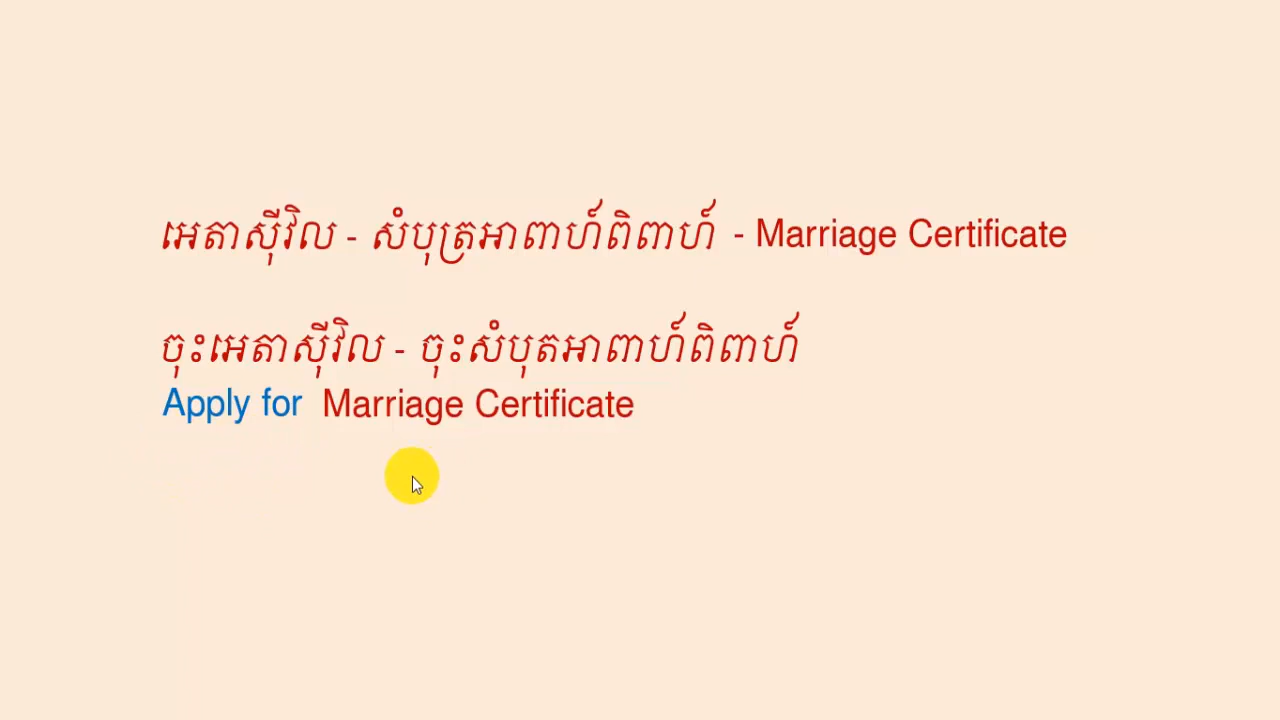 អេតាស៊ីវិល - សំបុត្រអាពាហ៍ពិពាហ៍ - Marriage Certificate
ចុះអេតាស៊ីវិល - ចុះសំបុតអាពាហ៍ពិពាហ៍
Apply for Marriage Certificate